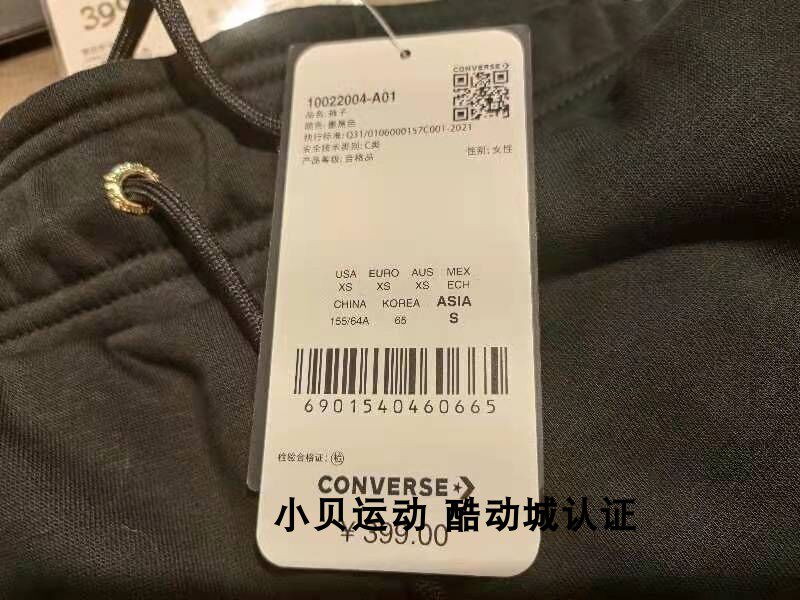 399
CONVERSE
10022004-A01
品名:裤子
颜色:墨黑色
执行标准:Q31/0106000157C001-2021
安全技术类别:C类
产品等级:合格品
性别:女性
USA EURO AUS MEX
XS XS XS ECH
CHINA KOREA ASIA
155/64A 65 S
6901540460665
检验合格证:检
CONVERSE
小贝运动 酷动城认证
¥ 399.00